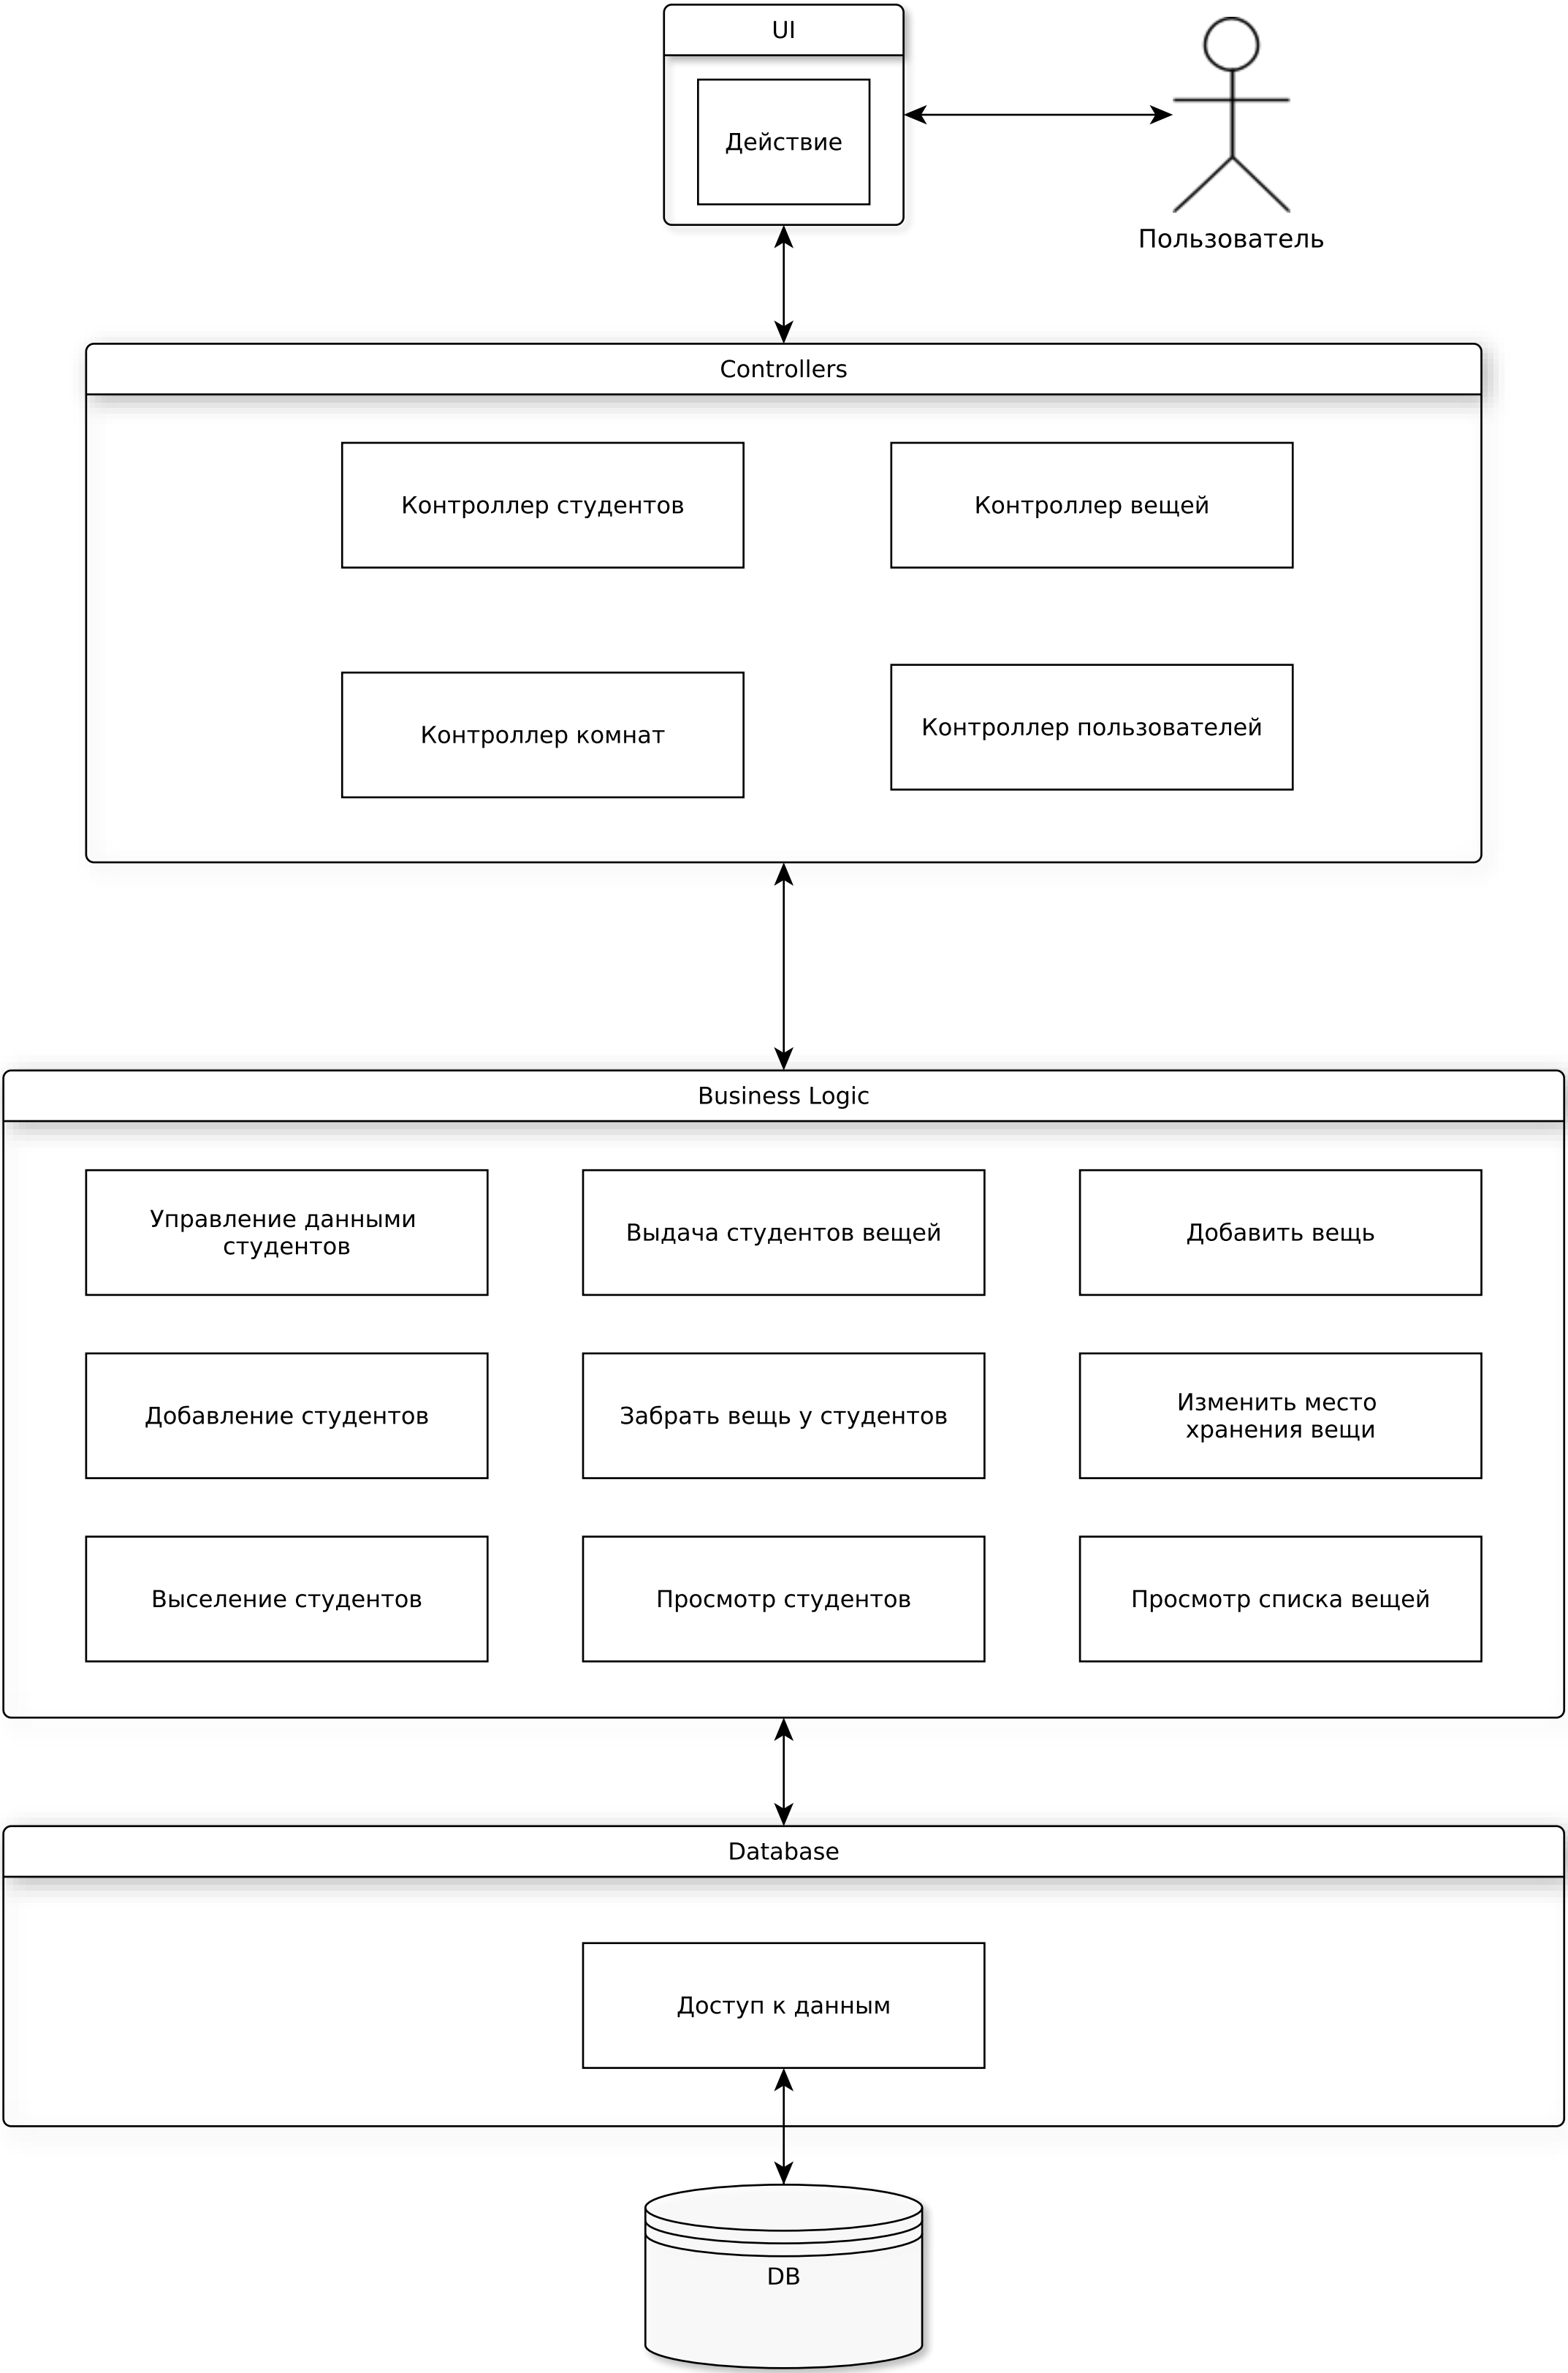 UI
Действие
Пользователь
Controllers
Контроллер студентов
Контроллер вещей
Контроллер комнат
Контроллер пользователей
Business Logic
Управление данными
студентов
Выдача студентов вещей
Добавить вещь
Добавление студентов
Забрать вещь у студентов
Изменить место
хранения вещи
Выселение студентов
Просмотр студентов
Просмотр списка вещей
Database
Доступ к данным
DB